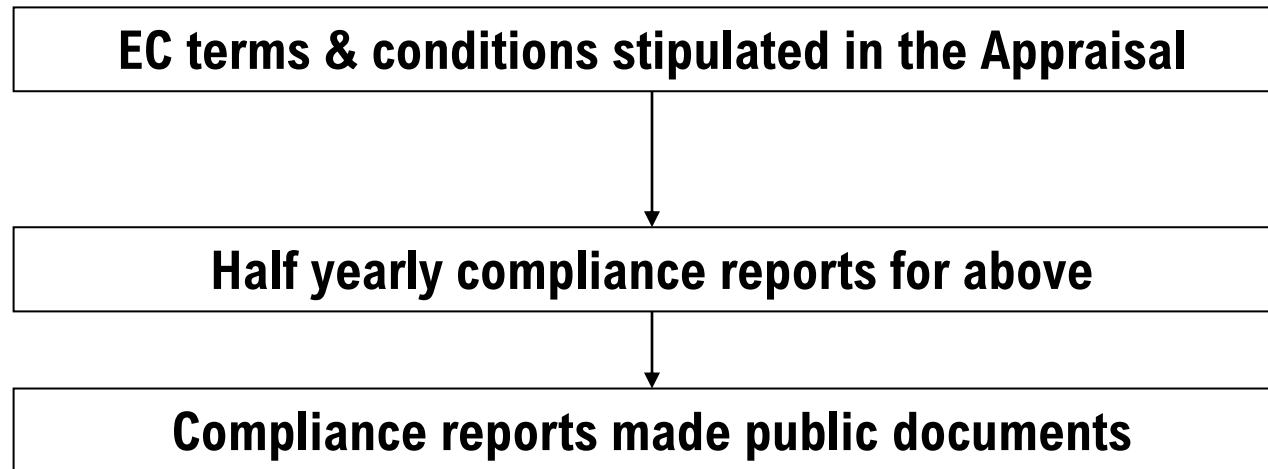 EC terms & conditions stipulated in the Appraisal
Half yearly compliance reports for above
Compliance reports made public documents